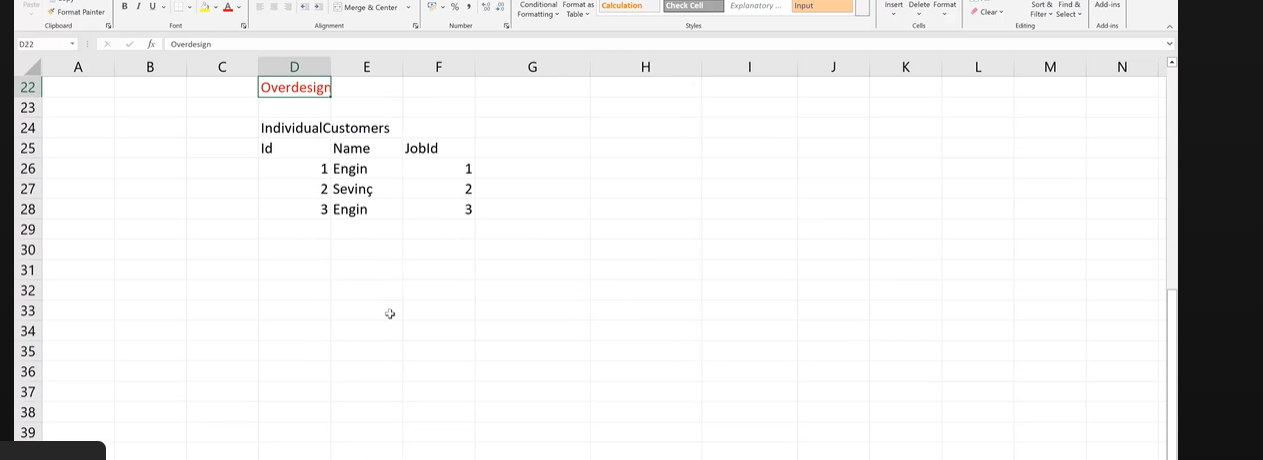 Paste
Format Painter
B I U
A
Merge & Center
%
Conditional Formatting
Format as Table
Calculation
Check Cell
Explanatory ...
Input
Insert
Delete
Format
Clear
Sort & Filter
Find & Select
Add-ins
Clipboard
Font
Alignment
Number
Styles
Cells
Editing
Add-ins
D22
fx
Overdesign
A B C D E F G H I J K L M N
22 Overdesign
23
24 IndividualCustomers
25 Id Name JobId
26 1 Engin 1
27 2 Sevinç 2
28 3 Engin 3
29
30
31
32
33
34
35
36
37
38
39